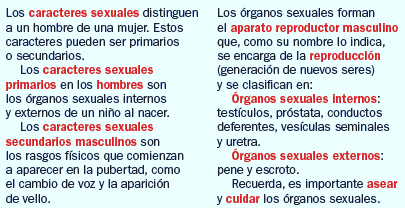 Los caracteres sexuales distinguen
a un hombre de una mujer. Estos
caracteres pueden ser primarios
o secundarios.
Los caracteres sexuales
primarios en los hombres son
los órganos sexuales internos
y externos de un niño al nacer.
Los caracteres sexuales
secundarios masculinos son
los rasgos físicos que comienzan
a aparecer en la pubertad, como
el cambio de voz y la aparición
de vello.
Los órganos sexuales forman
el aparato reproductor masculino
que, como su nombre lo indica,
se encarga de la reproducción
(generación de nuevos seres)
y se clasifican en:
Órganos sexuales internos:
testículos, próstata, conductos
deferentes, vesículas seminales
y uretra.
Órganos sexuales externos:
pene y escroto.
Recuerda, es importante asear
y cuidar los órganos sexuales.